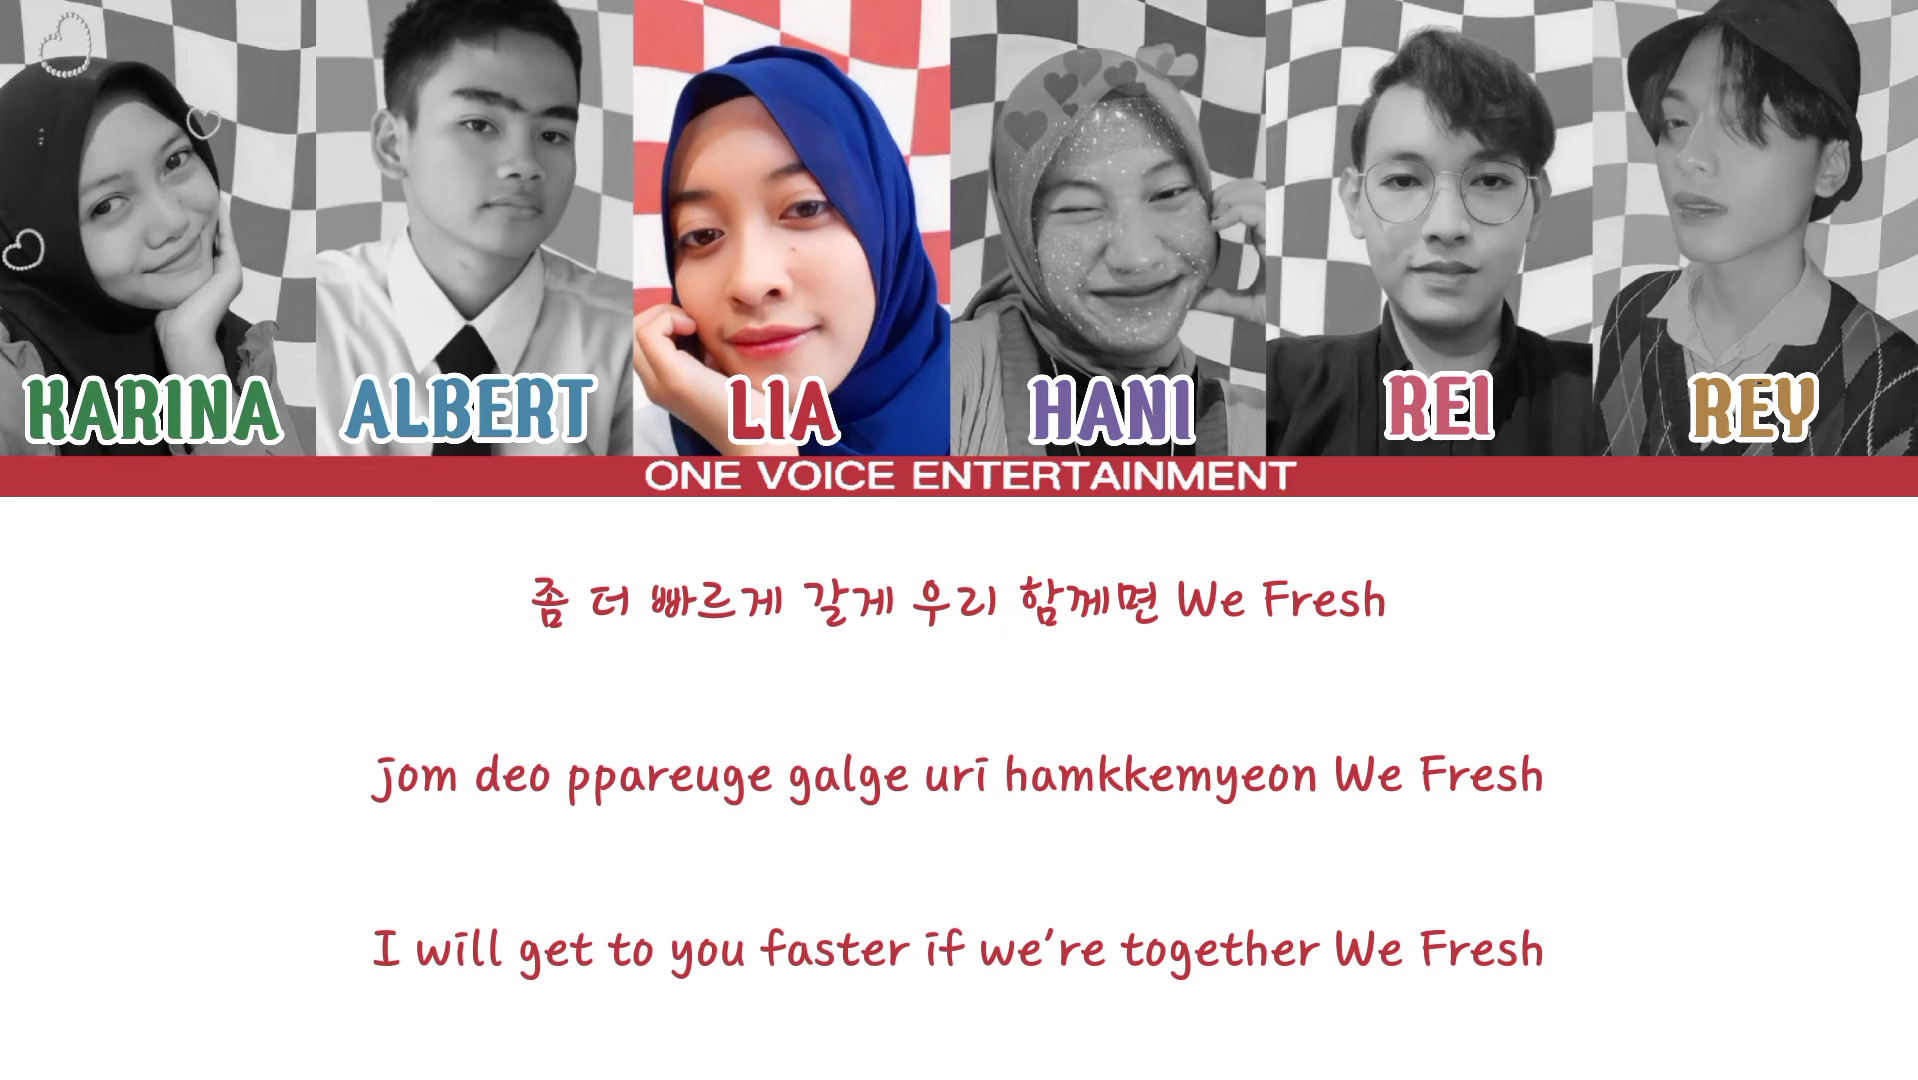 KARINA ALBERT LIA HANI REI REY
ONE VOICE ENTERTAINMENT
좀 더 빠르게 갈게 우리 함께면 We Fresh
jom deo ppareuge galge uri hamkkemyeon We Fresh
I will get to you faster if we're together We Fresh